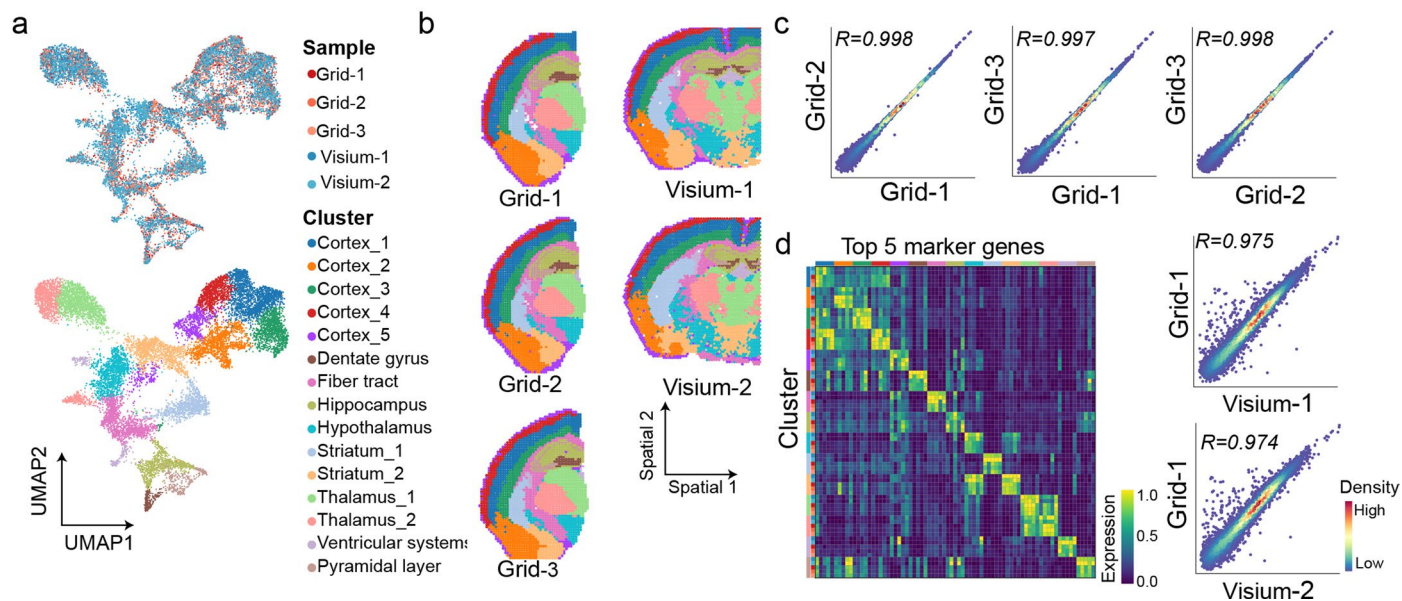 a
Sample
Grid-1
Grid-2
Grid-3
Visium-1
Visium-2
Cluster
Cortex_1
Cortex_2
Cortex_3
Cortex_4
Cortex_5
Dentate gyrus
Fiber tract
Hippocampus
Hypothalamus
Striatum_1
Striatum_2
Thalamus_1
Thalamus_2
Ventricular systems
Pyramidal layer
UMAP2
UMAP1
b
Grid-1
Visium-1
Grid-2
Visium-2
Grid-3
Spatial 2
Spatial 1
c
R=0.998
Grid-2
Grid-1
R=0.997
Grid-3
Grid-1
R=0.998
Grid-3
Grid-2
R=0.975
Grid-1
Visium-1
R=0.974
Grid-1
Visium-2
Density
High
Low
d
Top 5 marker genes
Cluster
Expression
1.0
0.5
0.0